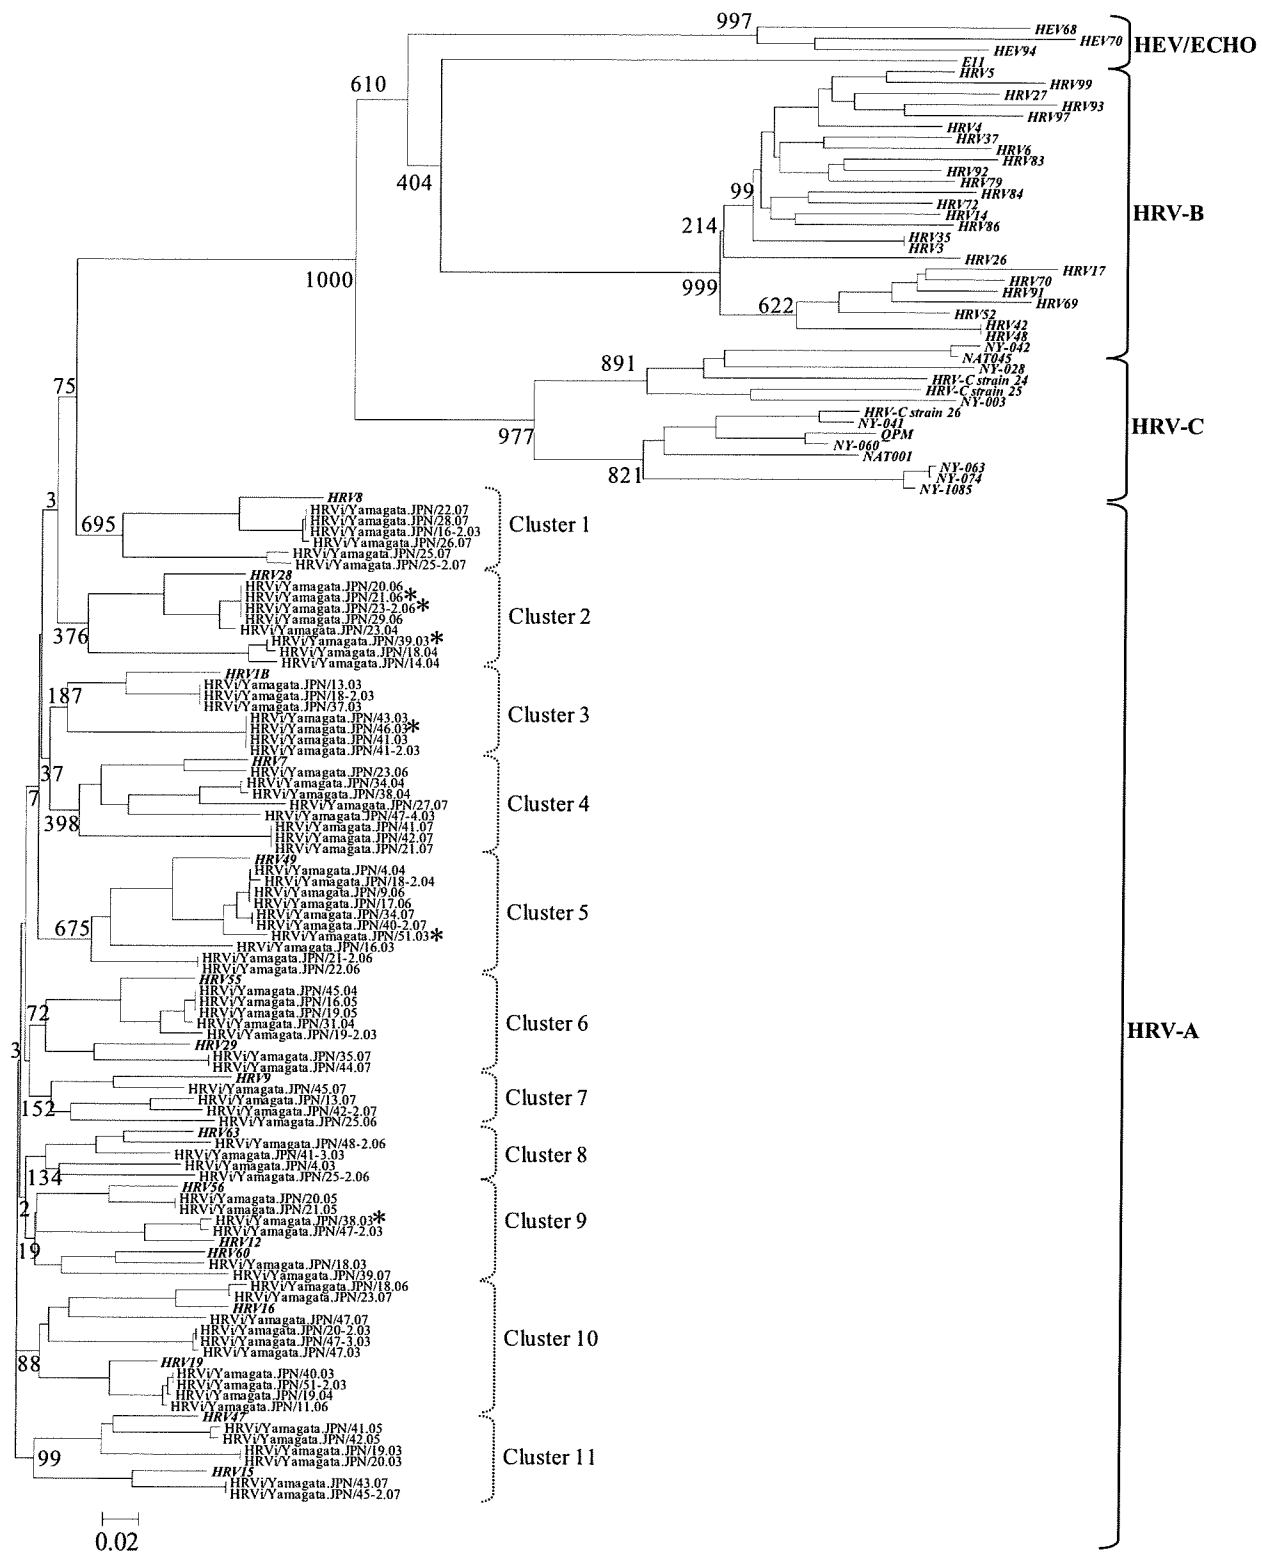 997
HEV68
HEV70
HEV94
HEV/ECHO
E11
610
404
HRV5
HRV99
HRV27
HRV93
HRV97
HRV4
HRV37
HRV6
HRV83
HRV92
HRV79
HRV84
HRV72
HRV14
HRV86
HRV35
HRV3
HRV26
HRV17
HRV70
HRV91
HRV69
HRV52
HRV42
HRV48
99
214
999
622
HRV-B
1000
NY-042
NAT045
NY-028
HRV-C strain 24
HRV-C strain 25
NY-003
HRV-C strain 26
NY-041
QPM
NY-060
NAT001
NY-063
NY-074
NY-1085
891
977
821
HRV-C
75
3
695
HRV8
HRVi/Yamagata.JPN/22.07
HRVi/Yamagata.JPN/28.07
HRVi/Yamagata.JPN/16-2.03
HRVi/Yamagata.JPN/26.07
HRVi/Yamagata.JPN/25.07
HRVi/Yamagata.JPN/25-2.07
Cluster 1
376
HRV28
HRVi/Yamagata.JPN/20.06
HRVi/Yamagata.JPN/21.06*
HRVi/Yamagata.JPN/23-2.06*
HRVi/Yamagata.JPN/29.06
HRVi/Yamagata.JPN/23.04
HRVi/Yamagata.JPN/39.03*
HRVi/Yamagata.JPN/18.04
HRVi/Yamagata.JPN/14.04
Cluster 2
187
HRV1B
HRVi/Yamagata.JPN/13.03
HRVi/Yamagata.JPN/18-2.03
HRVi/Yamagata.JPN/37.03
HRVi/Yamagata.JPN/43.03
HRVi/Yamagata.JPN/46.03*
HRVi/Yamagata.JPN/41.03
HRVi/Yamagata.JPN/41-2.03
Cluster 3
37
7
398
HRV7
HRVi/Yamagata.JPN/23.06
HRVi/Yamagata.JPN/34.04
HRVi/Yamagata.JPN/38.04
HRVi/Yamagata.JPN/27.07
HRVi/Yamagata.JPN/47-4.03
HRVi/Yamagata.JPN/41.07
HRVi/Yamagata.JPN/42.07
HRVi/Yamagata.JPN/21.07
Cluster 4
675
HRV49
HRVi/Yamagata.JPN/4.04
HRVi/Yamagata.JPN/18-2.04
HRVi/Yamagata.JPN/9.06
HRVi/Yamagata.JPN/17.06
HRVi/Yamagata.JPN/34.07
HRVi/Yamagata.JPN/40-2.07
HRVi/Yamagata.JPN/51.03*
HRVi/Yamagata.JPN/16.03
HRVi/Yamagata.JPN/21-2.06
HRVi/Yamagata.JPN/22.06
Cluster 5
72
3
HRV55
HRVi/Yamagata.JPN/45.04
HRVi/Yamagata.JPN/16.05
HRVi/Yamagata.JPN/19.05
HRVi/Yamagata.JPN/31.04
HRVi/Yamagata.JPN/19-2.03
HRV29
HRVi/Yamagata.JPN/35.07
HRVi/Yamagata.JPN/44.07
Cluster 6
HRV-A
152
HRV9
HRVi/Yamagata.JPN/45.07
HRVi/Yamagata.JPN/13.07
HRVi/Yamagata.JPN/42-2.07
HRVi/Yamagata.JPN/25.06
Cluster 7
134
HRV63
HRVi/Yamagata.JPN/48-2.06
HRVi/Yamagata.JPN/41-3.03
HRVi/Yamagata.JPN/4.03
HRVi/Yamagata.JPN/25-2.06
Cluster 8
2
19
HRV56
HRVi/Yamagata.JPN/20.05
HRVi/Yamagata.JPN/21.05
HRVi/Yamagata.JPN/38.03*
HRVi/Yamagata.JPN/47-2.03
HRV12
HRV60
HRVi/Yamagata.JPN/18.03
HRVi/Yamagata.JPN/39.07
Cluster 9
88
HRVi/Yamagata.JPN/18.06
HRVi/Yamagata.JPN/23.07
HRV16
HRVi/Yamagata.JPN/47.07
HRVi/Yamagata.JPN/20-2.03
HRVi/Yamagata.JPN/47-3.03
HRVi/Yamagata.JPN/47.03
HRV19
HRVi/Yamagata.JPN/40.03
HRVi/Yamagata.JPN/51-2.03
HRVi/Yamagata.JPN/19.04
HRVi/Yamagata.JPN/11.06
Cluster 10
99
HRV47
HRVi/Yamagata.JPN/41.05
HRVi/Yamagata.JPN/42.05
HRVi/Yamagata.JPN/19.03
HRVi/Yamagata.JPN/20.03
HRV15
HRVi/Yamagata.JPN/43.07
HRVi/Yamagata.JPN/45-2.07
Cluster 11
0.02